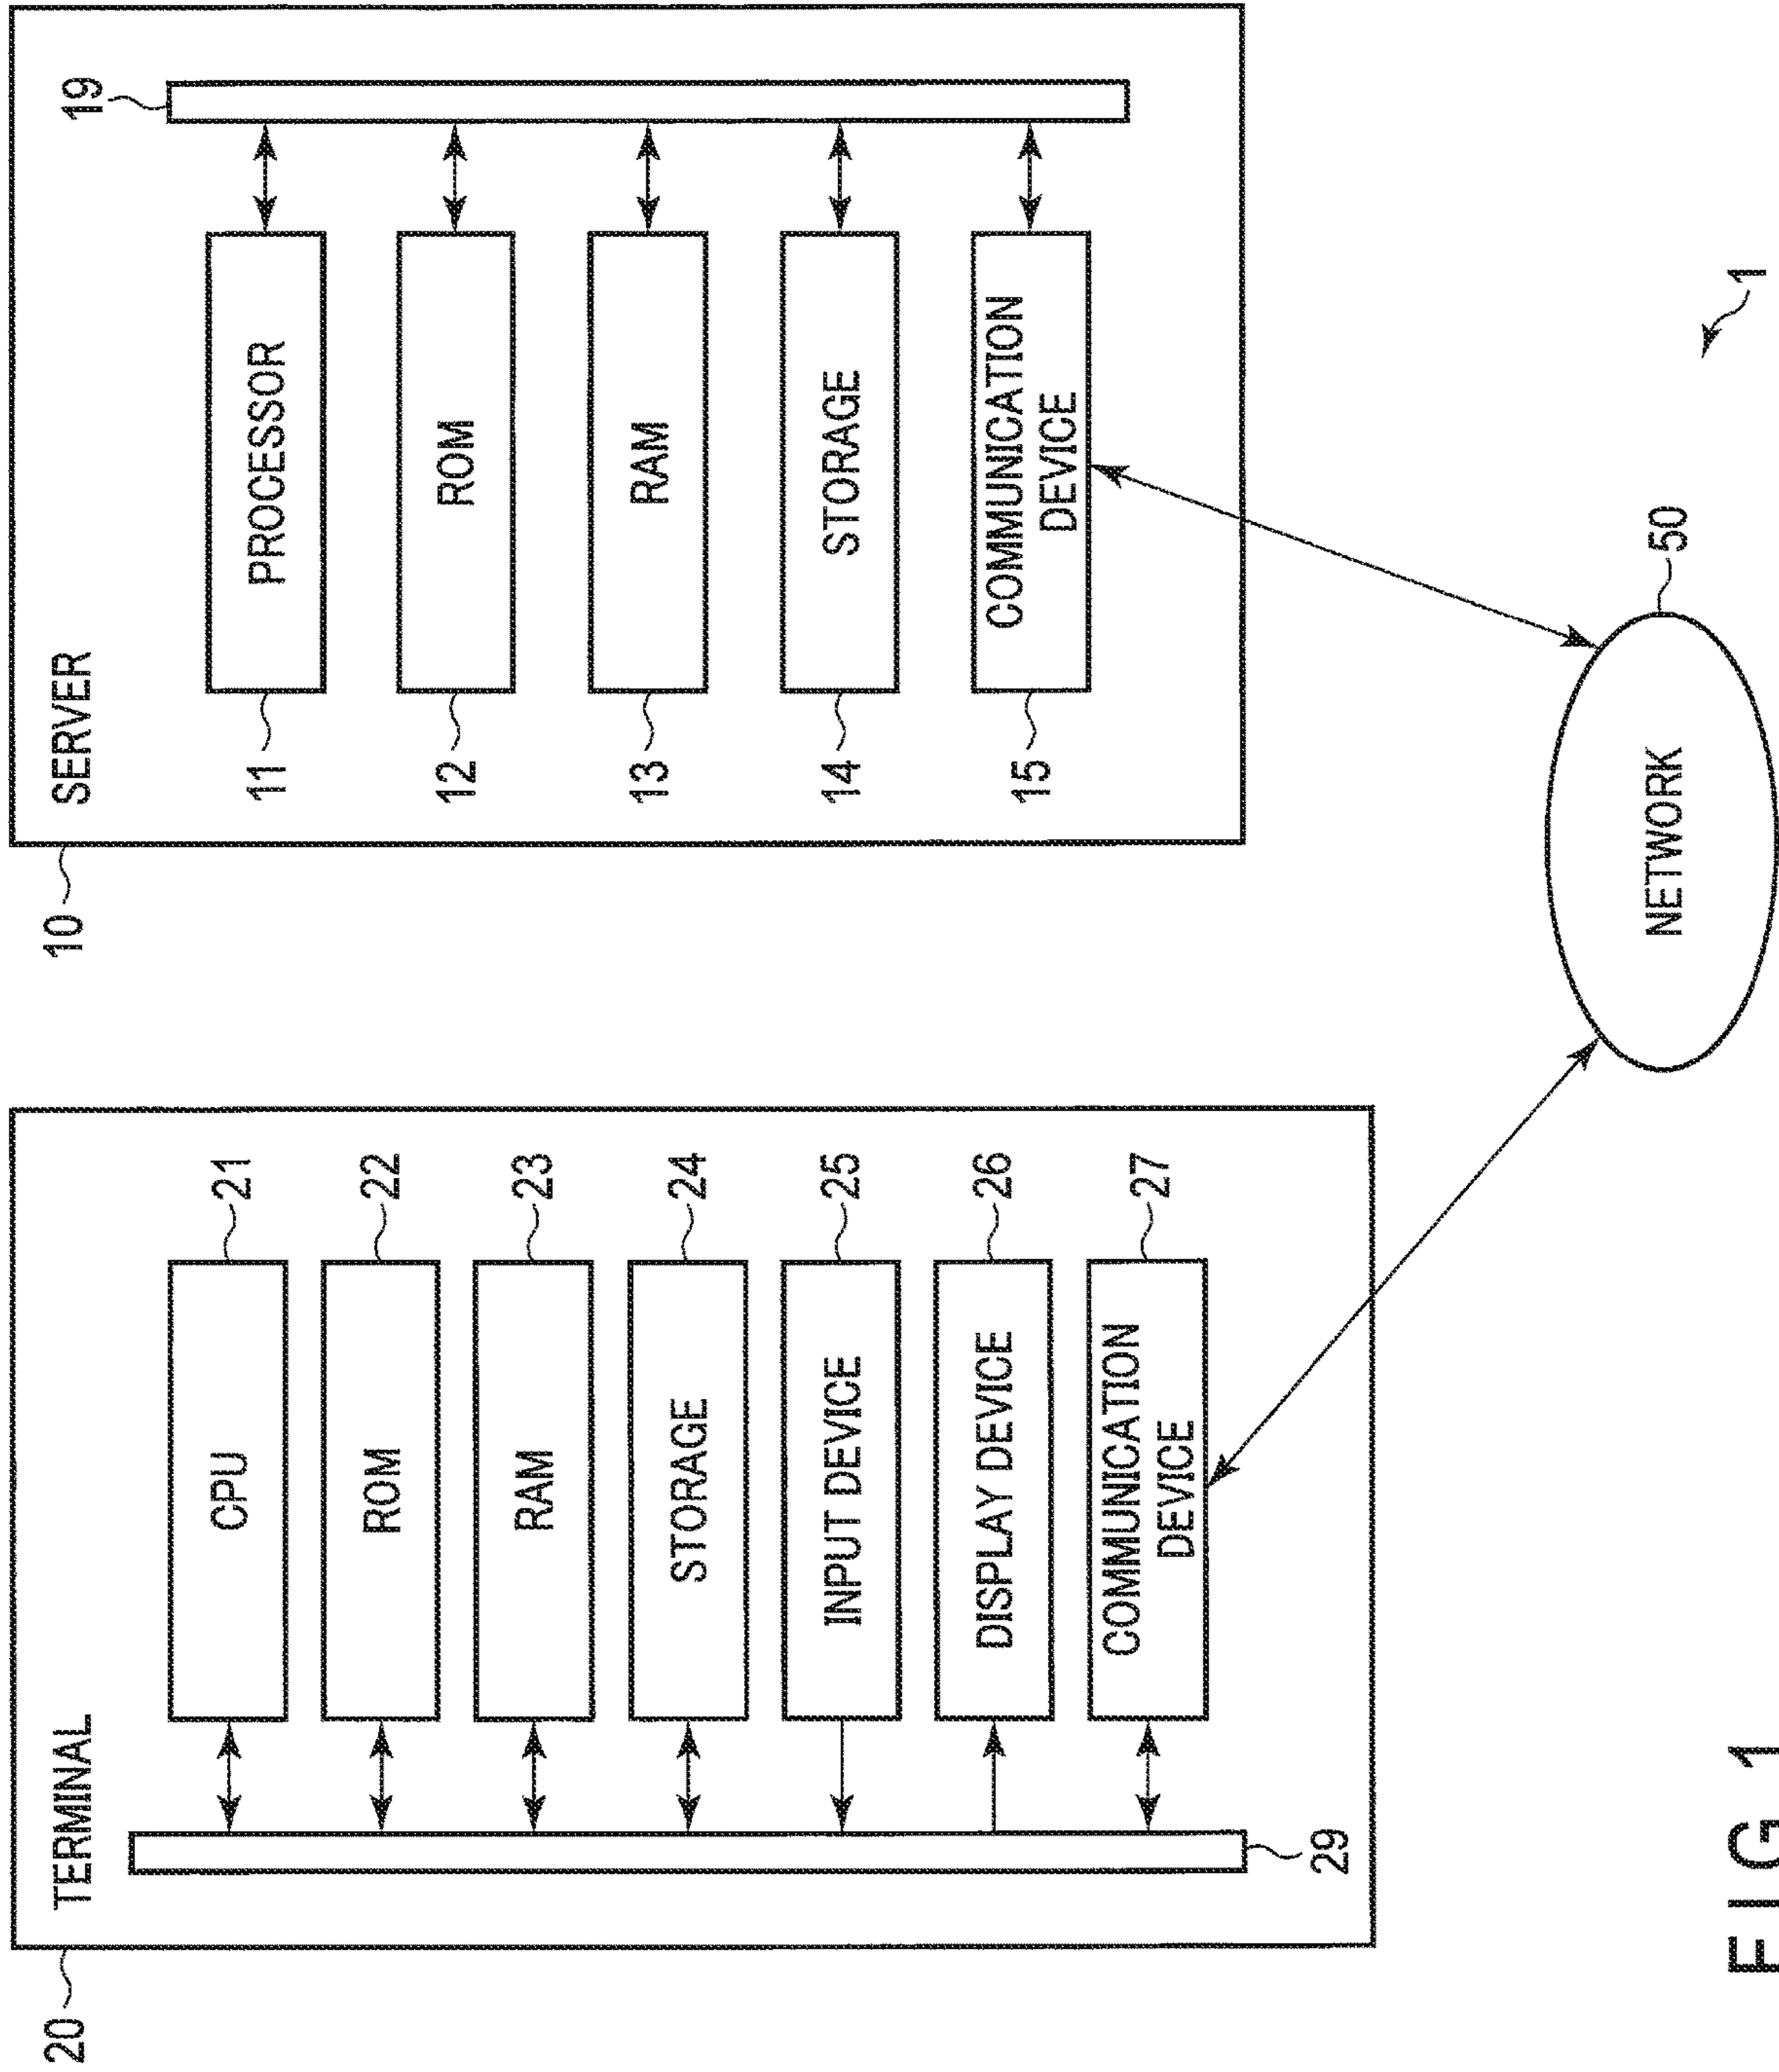 20
TERMINAL
CPU
21
ROM
22
RAM
23
STORAGE
24
INPUT DEVICE
25
DISPLAY DEVICE
26
COMMUNICATION
DEVICE
27
29
10
SERVER
19
11
PROCESSOR
12
ROM
13
RAM
14
STORAGE
15
COMMUNICATION
DEVICE
NETWORK
50
1
FIG 1